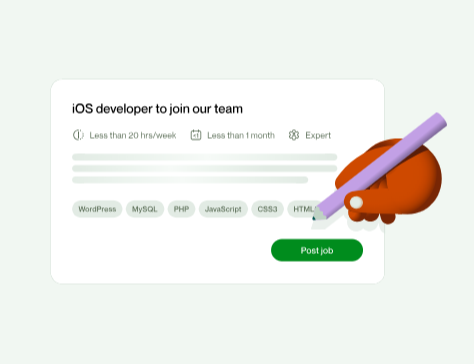 iOS developer to join our team
Less than 20 hrs/week Less than 1 month Expert
WordPress MySQL PHP JavaScript CSS3 HTML
Post job